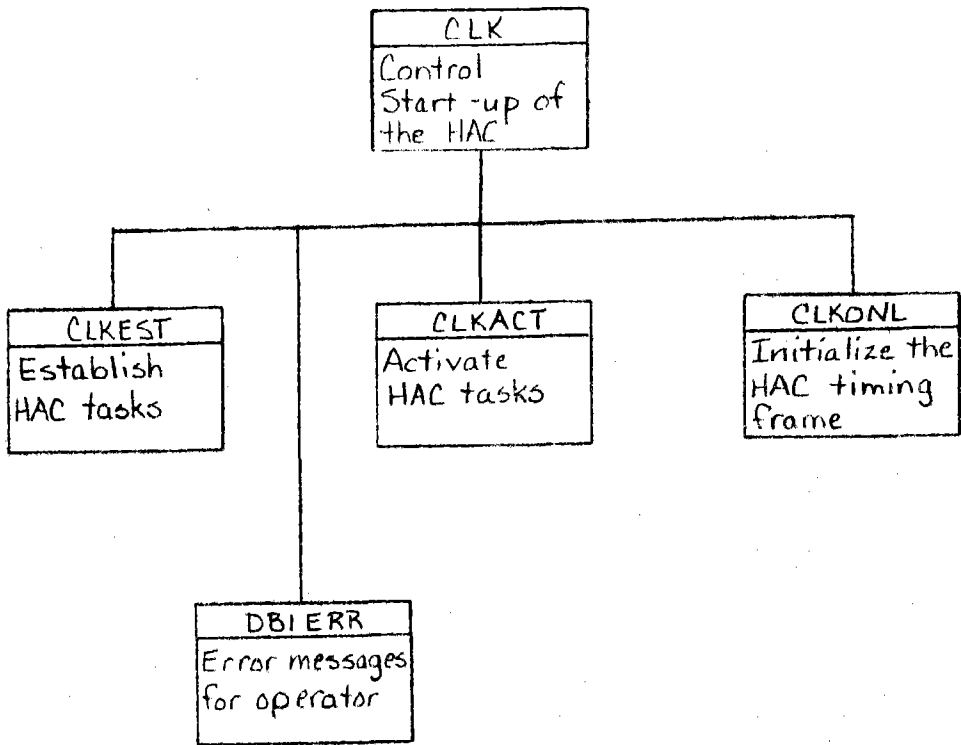 CLK
Control
Start-up of
the HAC
CLKEST
Establish
HAC tasks
CLKACT
Activate
HAC tasks
CLKONL
Initialize the
HAC timing
frame
DBIERR
Error messages
for operator